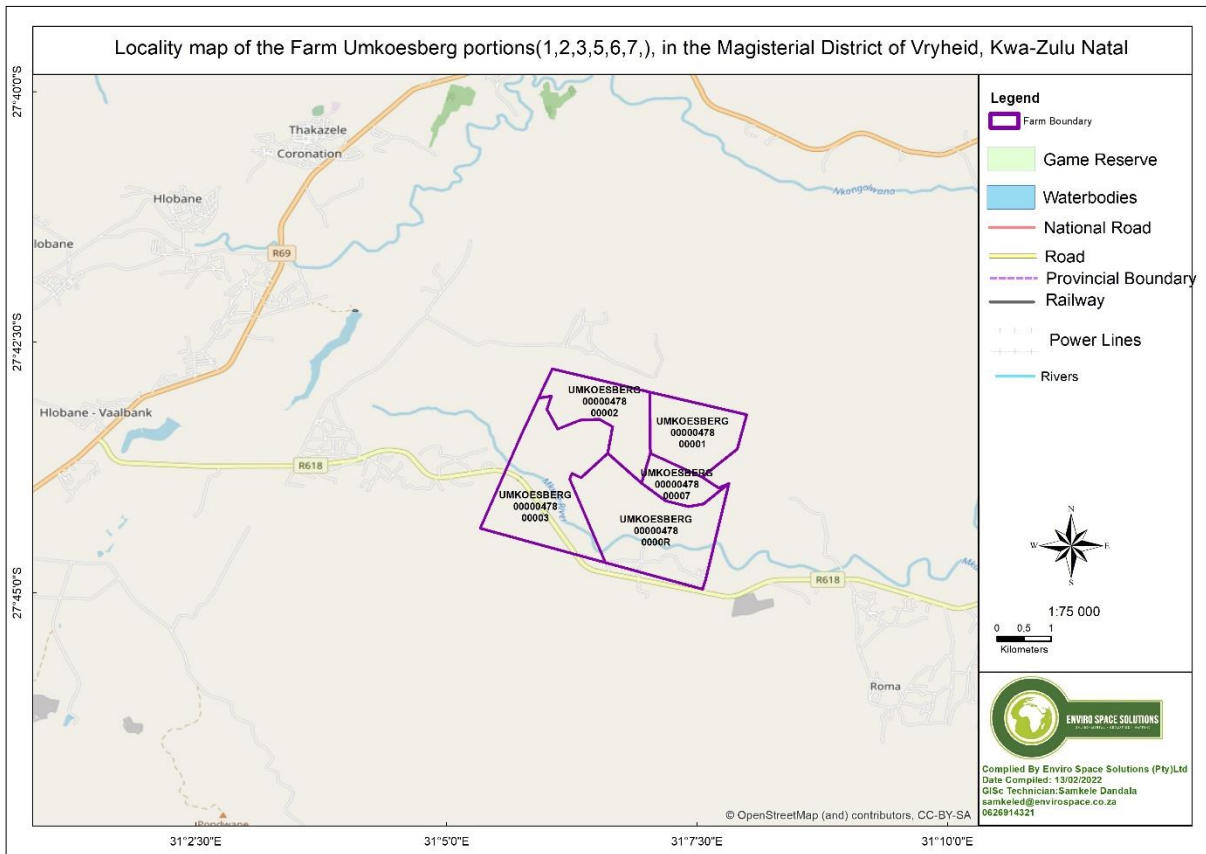 Locality map of the Farm Umkoesberg portions(1,2,3,5,6,7,), in the Magisterial District of Vryheid, Kwa-Zulu Natal
27°40'0"S
27°42'30"S
27°45'0"S
Thakazele
Coronation
Hlobane
lobane
R69
Nkongolwana
Hlobane - Vaalbank
R618
UMKOESBERG
00000478
00002
UMKOESBERG
00000478
00001
UMKOESBERG
00000478
00007
UMKOESBERG
00000478
00003
River
UMKOESBERG
00000478
0000R
R618
Roma
© OpenStreetMap (and) contributors, CC-BY-SA
31°2'30"E
31°5'0"E
31°7'30"E
31°10'0"E
Legend
Farm Boundary
Game Reserve
Waterbodies
National Road
Road
Provincial Boundary
Railway
Power Lines
Rivers
N
W
E
S
1:75 000
0 0.5 1
Kilometers
ENVIRO SPACE SOLUTIONS
Complied By Enviro Space Solutions (Pty)Ltd
Date Compiled: 13/02/2022
GISc Technician:Samkele Dandala
samkeled@envirospace.co.za
0626914321